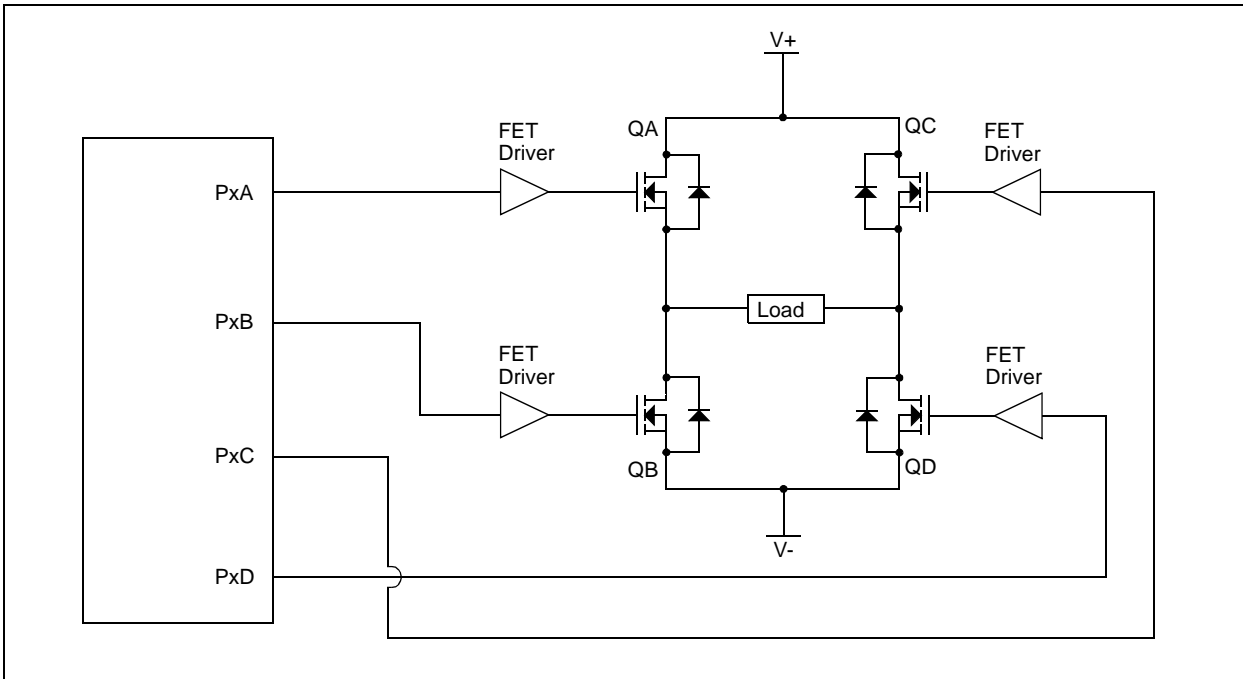 V+
QA
QC
FET
Driver
FET
Driver
PxA
Load
PxB
FET
Driver
FET
Driver
PxC
QB
QD
V-
PxD